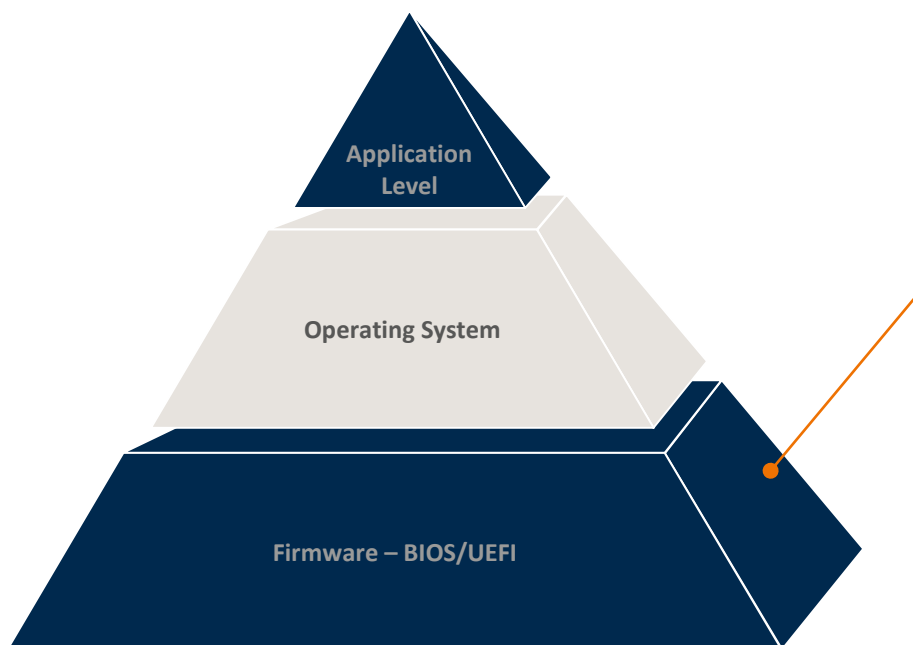 Application
Level
Operating System
Firmware – BIOS/UEFI